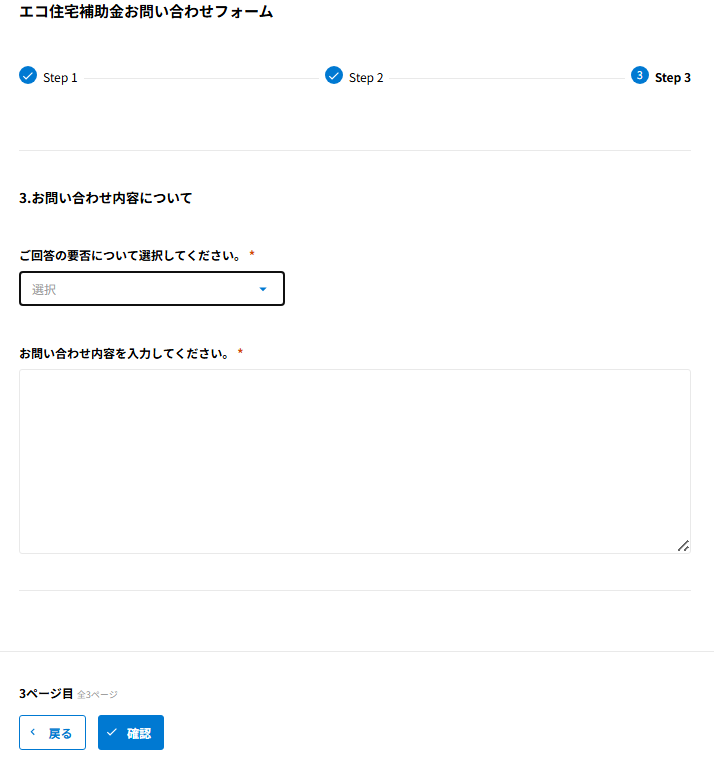 エコ住宅補助金お問い合わせフォーム
Step 1 Step 2 3 Step 3
3.お問い合わせ内容について
ご回答の要否について選択してください。 *
選択
お問い合わせ内容を入力してください。 *
3ページ目 全3ページ
戻る 確認